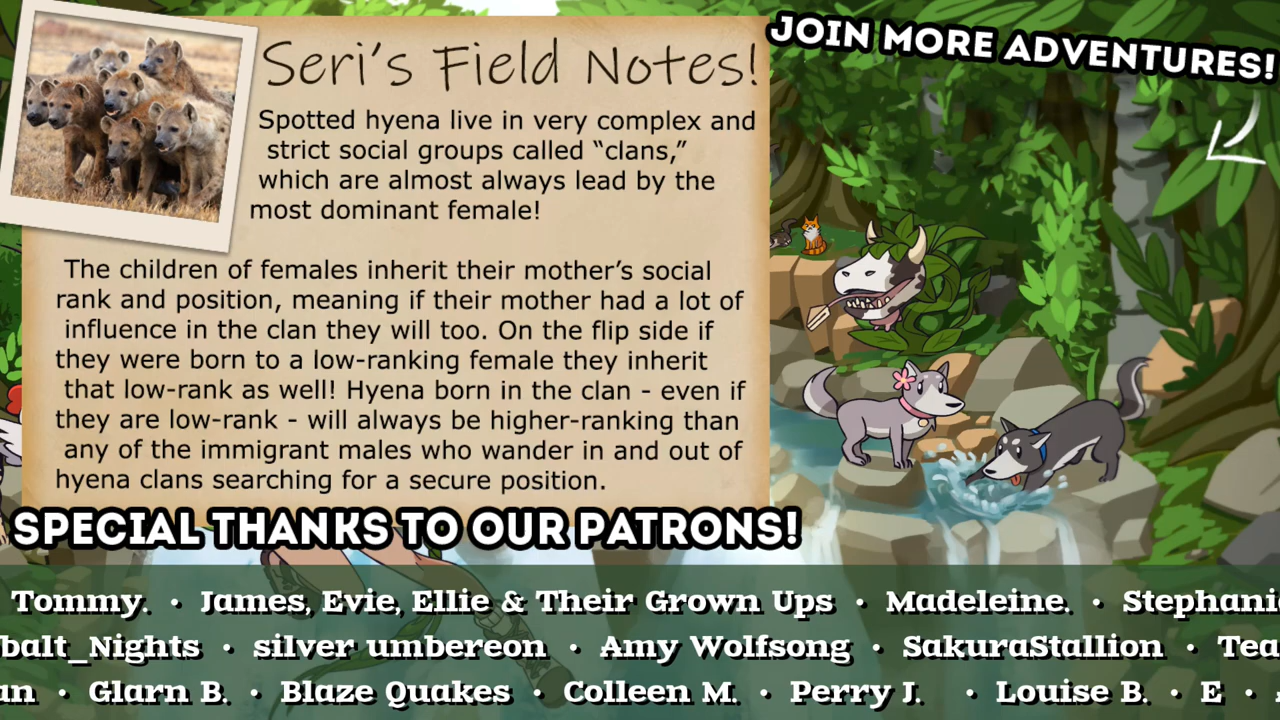 Seri's Field Notes!
Spotted hyena live in very complex and
strict social groups called “clans,”
which are almost always lead by the
most dominant female!
The children of females inherit their mother’s social
rank and position, meaning if their mother had a lot of
influence in the clan they will too. On the flip side if
they were born to a low-ranking female they inherit
that low-rank as well! Hyena born in the clan - even if
they are low-rank - will always be higher-ranking than
any of the immigrant males who wander in and out of
hyena clans searching for a secure position.
JOIN MORE ADVENTURES!
SPECIAL THANKS TO OUR PATRONS!
Tommy. • James, Evie, Ellie & Their Grown Ups • Madeleine. • Stephani
balt_Nights • silver umbereon • Amy Wolfsong • SakuraStallion • Tea
an • Glarn B. • Blaze Quakes • Colleen M. • Perry J. • Louise B. • E •